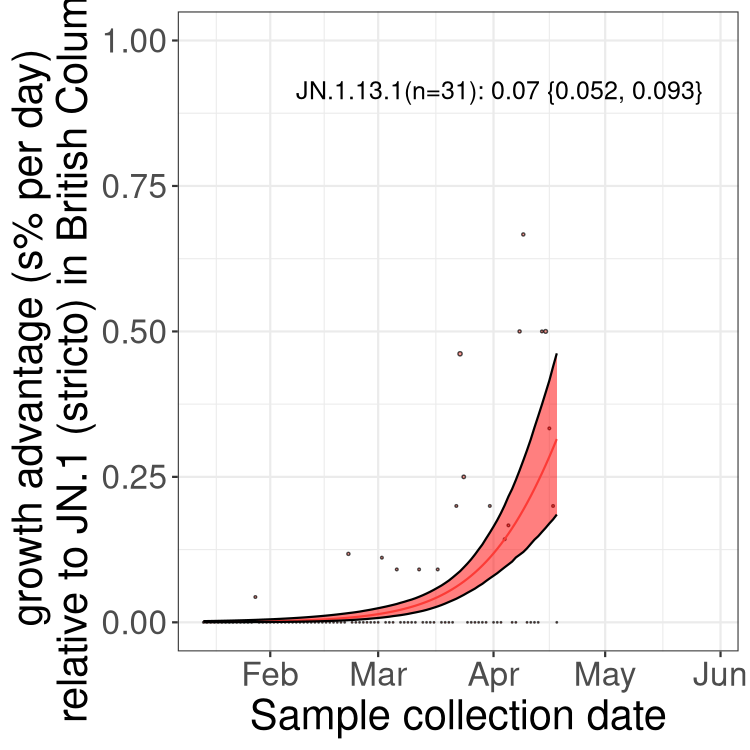 growth advantage (s% per day)
relative to JN.1 (stricto) in British Colum
1.00
0.75
0.50
0.25
0.00
JN.1.13.1(n=31): 0.07 {0.052, 0.093}
Feb Mar Apr May Jun
Sample collection date